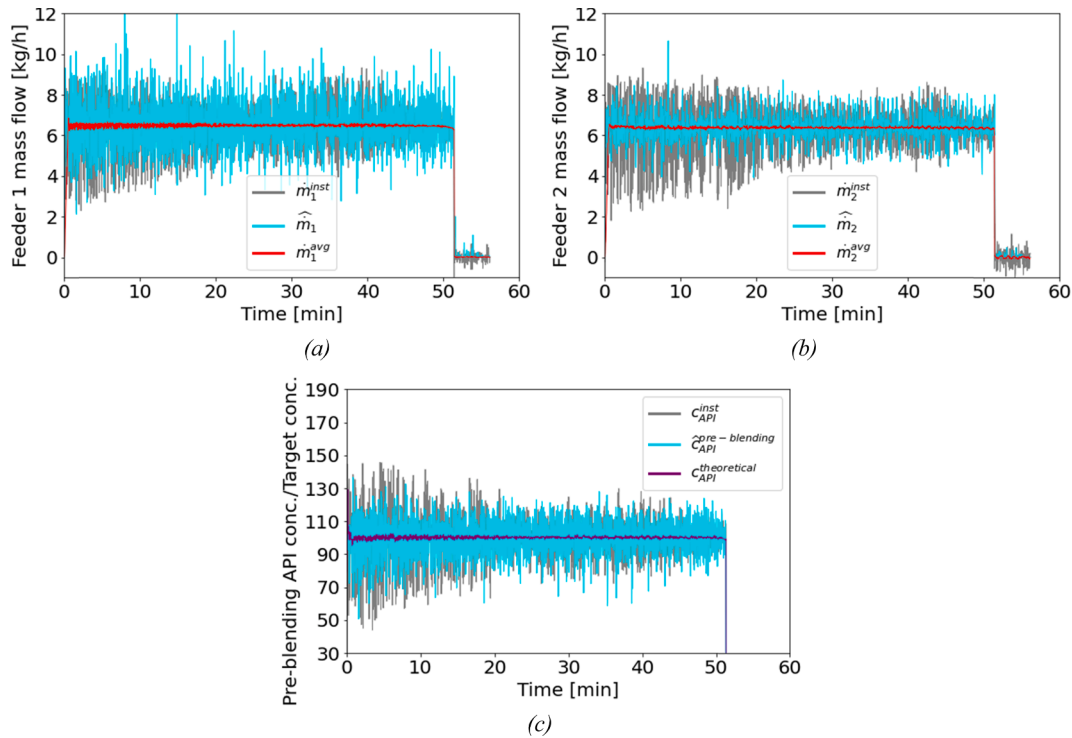 Feeder 1 mass flow [kg/h]
12
10
8
6
4
2
0
ṁ₁^inst
ṁ̂₁
ṁ₁^avg
0 10 20 30 40 50 60
Time [min]
(a)
Feeder 2 mass flow [kg/h]
12
10
8
6
4
2
0
ṁ₂^inst
ṁ̂₂
ṁ₂^avg
0 10 20 30 40 50 60
Time [min]
(b)
Pre-blending API conc./Target conc.
190
170
150
130
110
90
70
50
30
c_API^inst
ĉ_API^pre−blending
c_API^theoretical
0 10 20 30 40 50 60
Time [min]
(c)